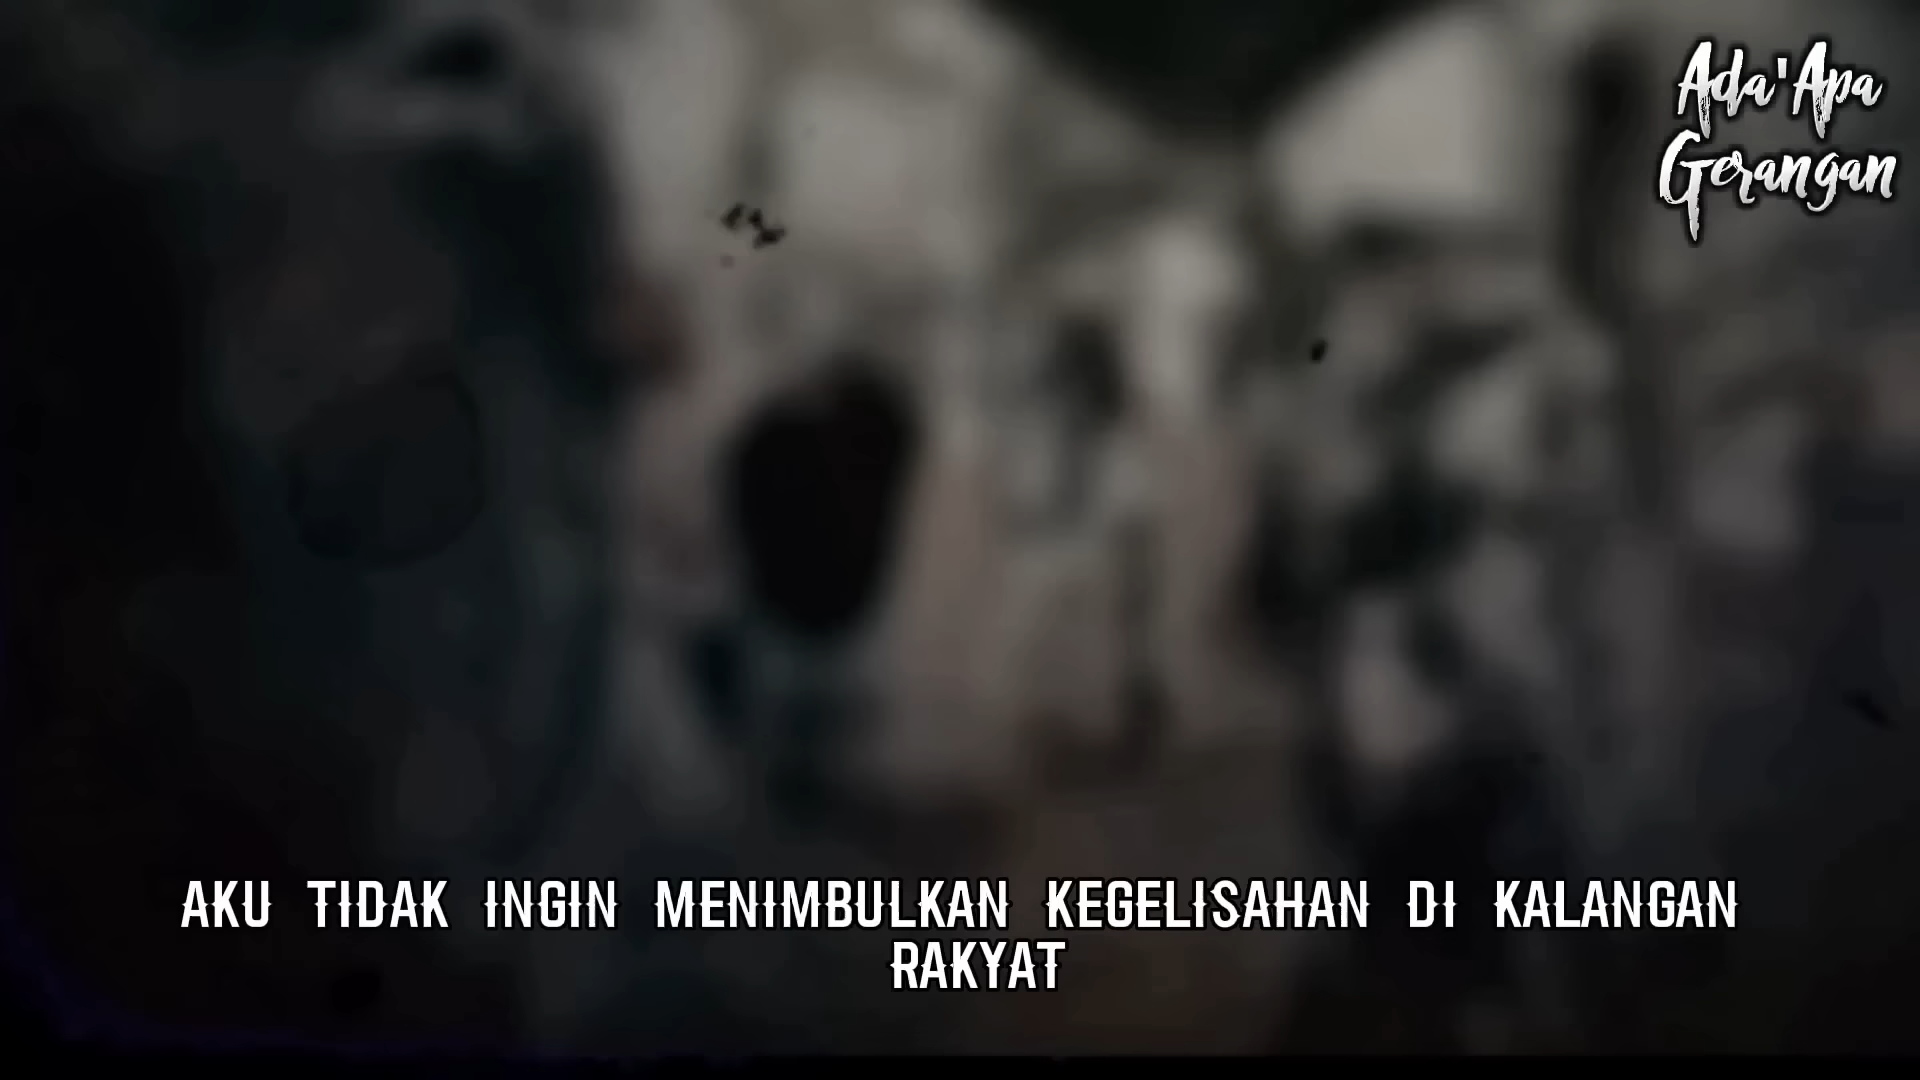 Ada'Apa
Gerangan
AKU TIDAK INGIN MENIMBULKAN KEGELISAHAN DI KALANGAN
RAKYAT